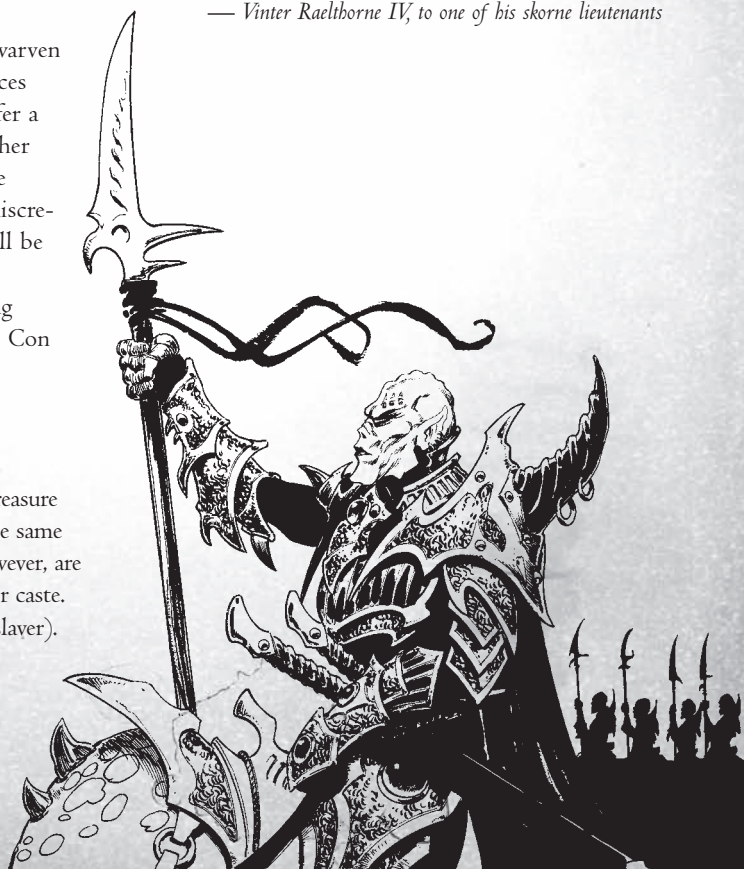 — Vinter Raelthorne IV, to one of his skorne lieutenants
warven
ces
fer a
her
e
iscre-
ll be
g
Con
reasure
e same
vever, are
r caste.
layer).